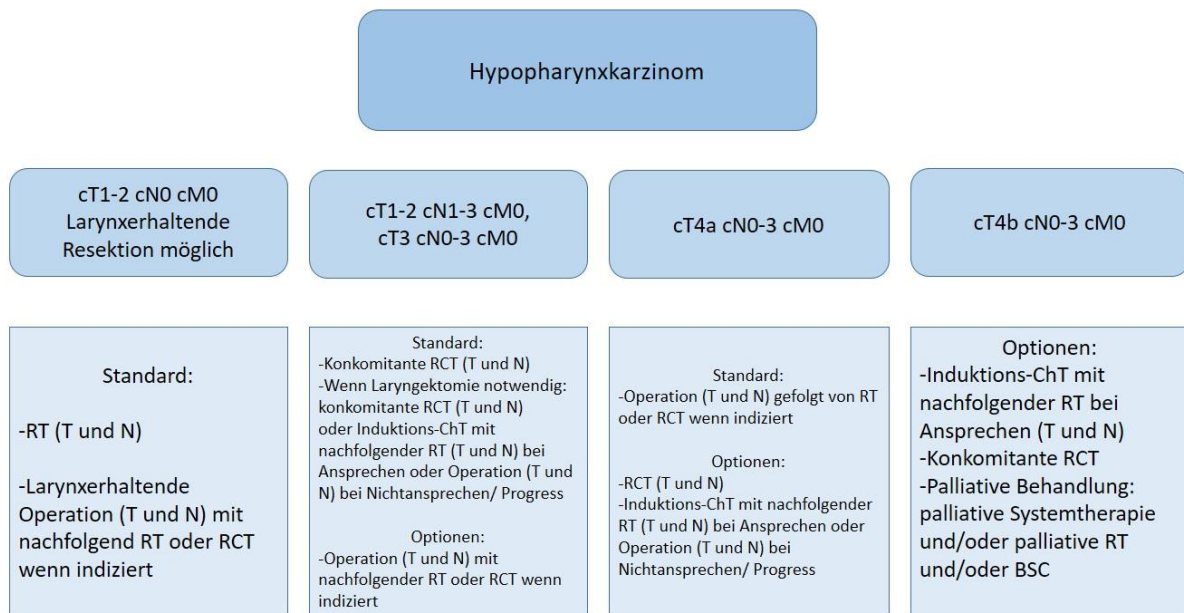 Hypopharynxkarzinom
cT1-2 cN0 cM0
Larynxerhaltende
Resektion möglich
cT1-2 cN1-3 cM0,
cT3 cN0-3 cM0
cT4a cN0-3 cM0
cT4b cN0-3 cM0
Standard:
-RT (T und N)
-Larynxerhaltende
Operation (T und N) mit
nachfolgend RT oder RCT
wenn indiziert
Standard:
-Konkomitante RCT (T und N)
-Wenn Laryngektomie notwendig:
konkomitante RCT (T und N)
oder Induktions-ChT mit
nachfolgender RT (T und N) bei
Ansprechen oder Operation (T und
N) bei Nichtansprechen/ Progress
Optionen:
-Operation (T und N) mit
nachfolgender RT oder RCT wenn
indiziert
Standard:
-Operation (T und N) gefolgt von RT
oder RCT wenn indiziert
Optionen:
-RCT (T und N)
-Induktions-ChT mit nachfolgender
RT (T und N) bei Ansprechen oder
Operation (T und N) bei
Nichtansprechen/ Progress
Optionen:
-Induktions-ChT mit
nachfolgender RT bei
Ansprechen (T und N)
-Konkomitante RCT
-Palliative Behandlung:
palliative Systemtherapie
und/oder palliative RT
und/oder BSC